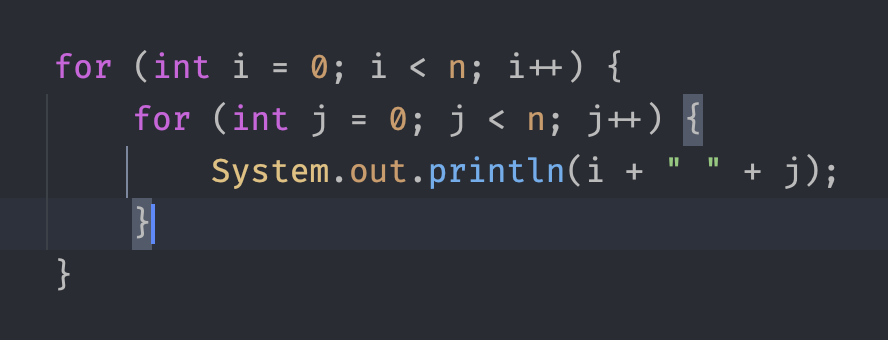 for (int i = 0; i < n; i++) {
    for (int j = 0; j < n; j++) {
        System.out.println(i + " " + j);
    }
}